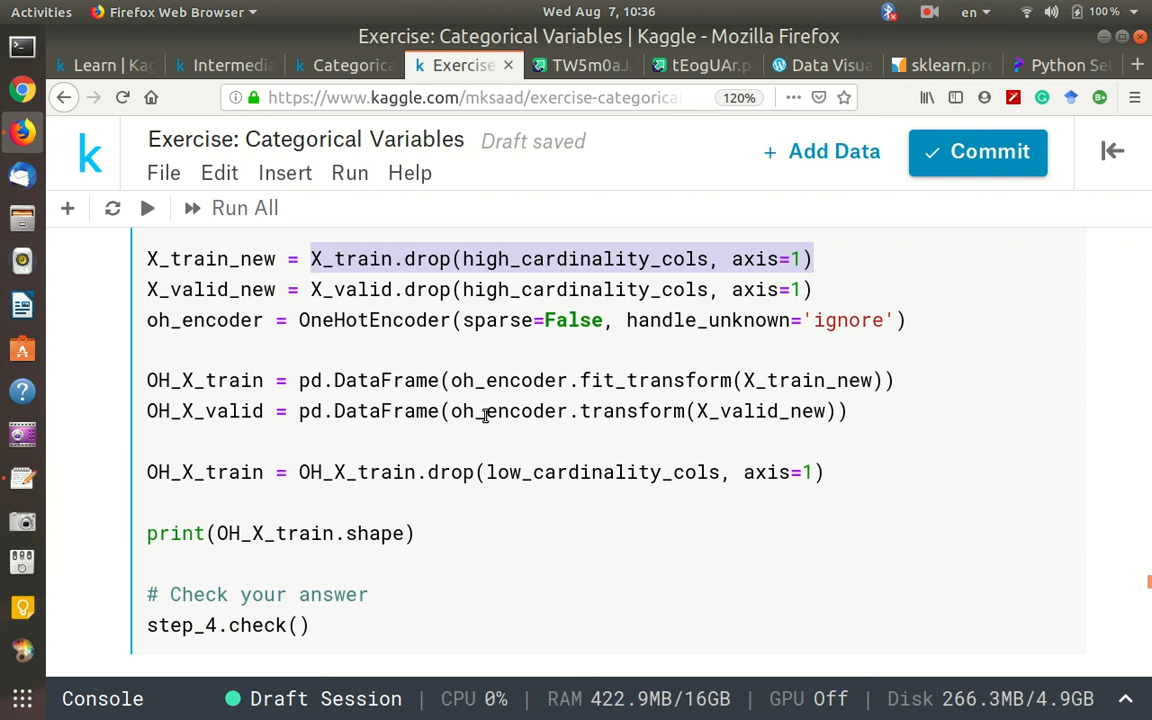 Activities Firefox Web Browser Wed Aug 7, 10:36 en 100 %
Exercise: Categorical Variables | Kaggle - Mozilla Firefox
Learn | Kag Intermedia Categorica Exercise TW5m0aJ tEogUAr.p Data Visua sklearn.pre Python Se
https://www.kaggle.com/mksaad/exercise-categorica 120%
Exercise: Categorical Variables Draft saved
+ Add Data Commit
File Edit Insert Run Help
Run All
X_train_new = X_train.drop(high_cardinality_cols, axis=1)
X_valid_new = X_valid.drop(high_cardinality_cols, axis=1)
oh_encoder = OneHotEncoder(sparse=False, handle_unknown='ignore')
OH_X_train = pd.DataFrame(oh_encoder.fit_transform(X_train_new))
OH_X_valid = pd.DataFrame(oh_encoder.transform(X_valid_new))
OH_X_train = OH_X_train.drop(low_cardinality_cols, axis=1)
print(OH_X_train.shape)
# Check your answer
step_4.check()
Console Draft Session | CPU 0% | RAM 422.9MB/16GB | GPU Off | Disk 266.3MB/4.9GB